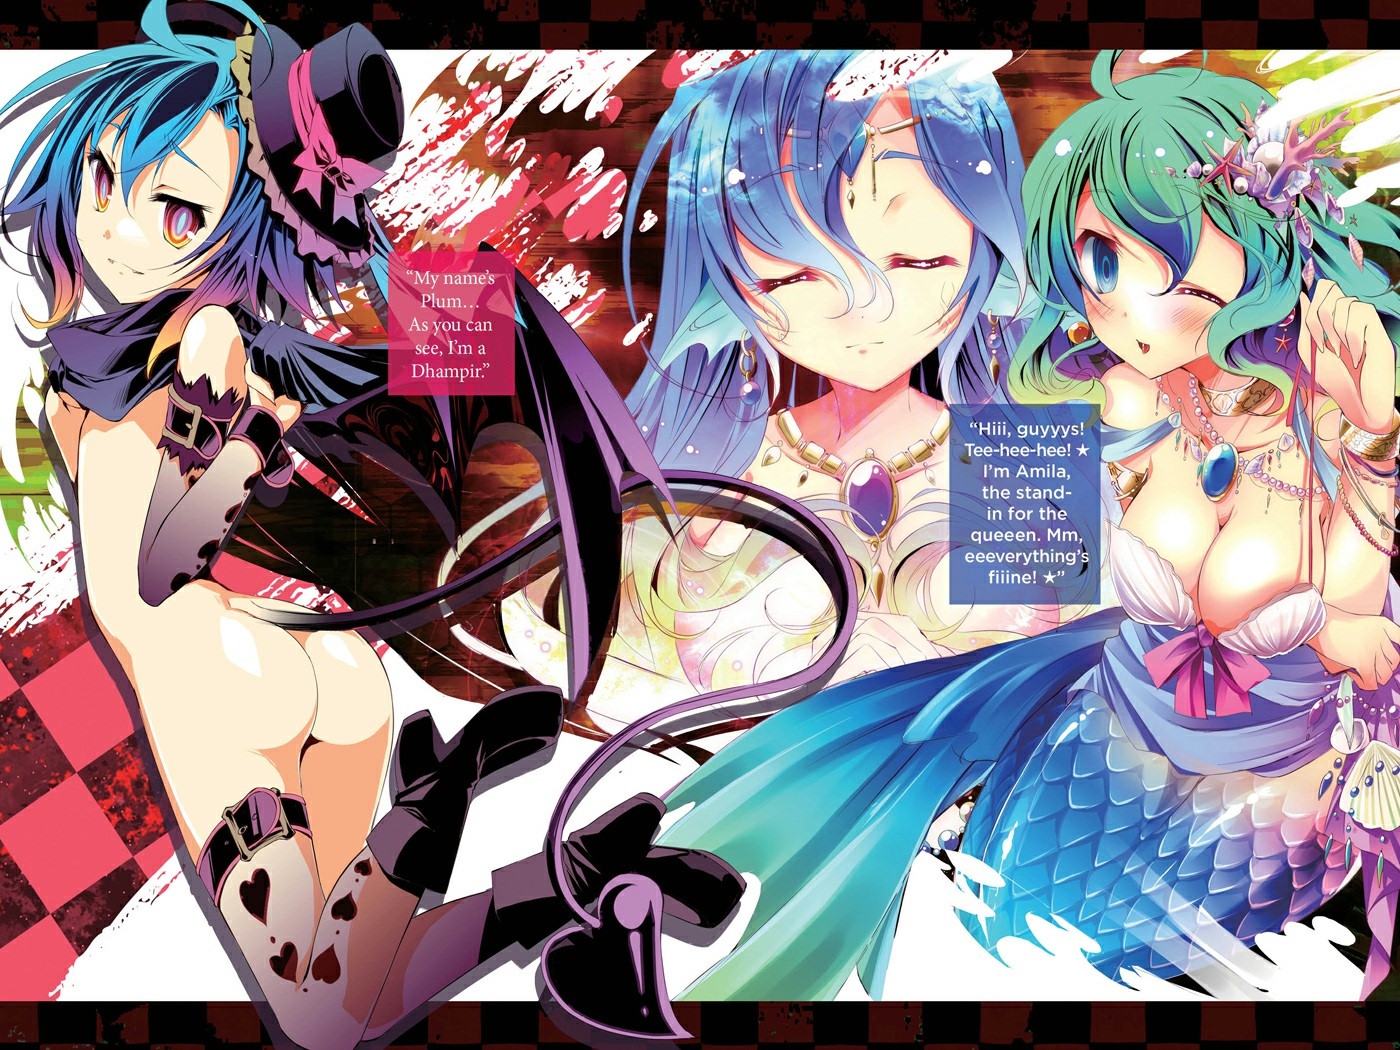 “My name’s
Plum…
As you can
see, I’m a
Dhampir.”
“Hiii, guyyys!
Tee-hee-hee! ★
I’m Amila,
the stand-
in for the
queeen. Mm,
eeeverything’s
fiiine! ★”